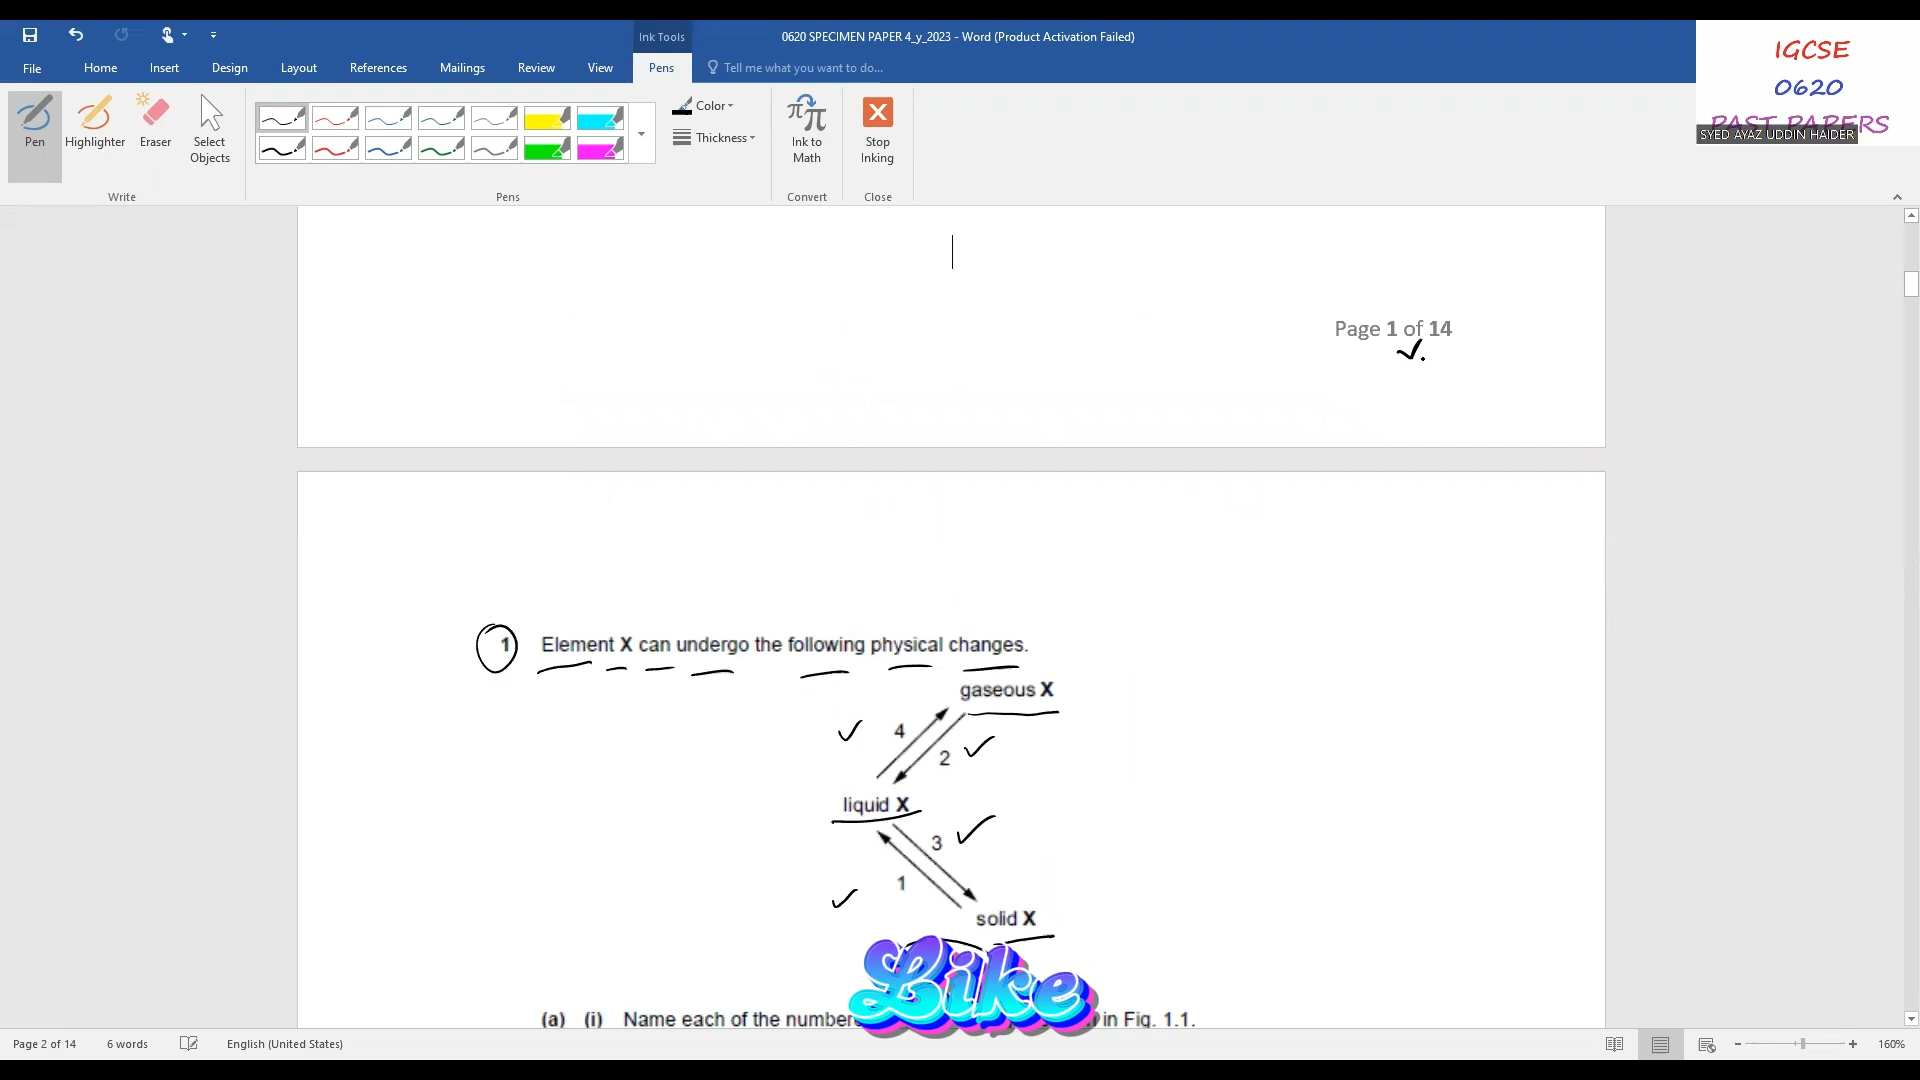 Ink Tools
0620 SPECIMEN PAPER 4_y_2023 - Word (Product Activation Failed)
File Home Insert Design Layout References Mailings Review View Pens Tell me what you want to do...
IGCSE
0620
PAST PAPERS
SYED AYAZ UDDIN HAIDER
Pen
Highlighter
Eraser
Select
Objects
Color
Thickness
Ink to
Math
Stop
Inking
Write
Pens
Convert
Close
Page 1 of 14
1 Element X can undergo the following physical changes.
gaseous X
4
2
liquid X
3
1
solid X
Like
(a) (i) Name each of the number in Fig. 1.1.
Page 2 of 14 6 words English (United States) 160%